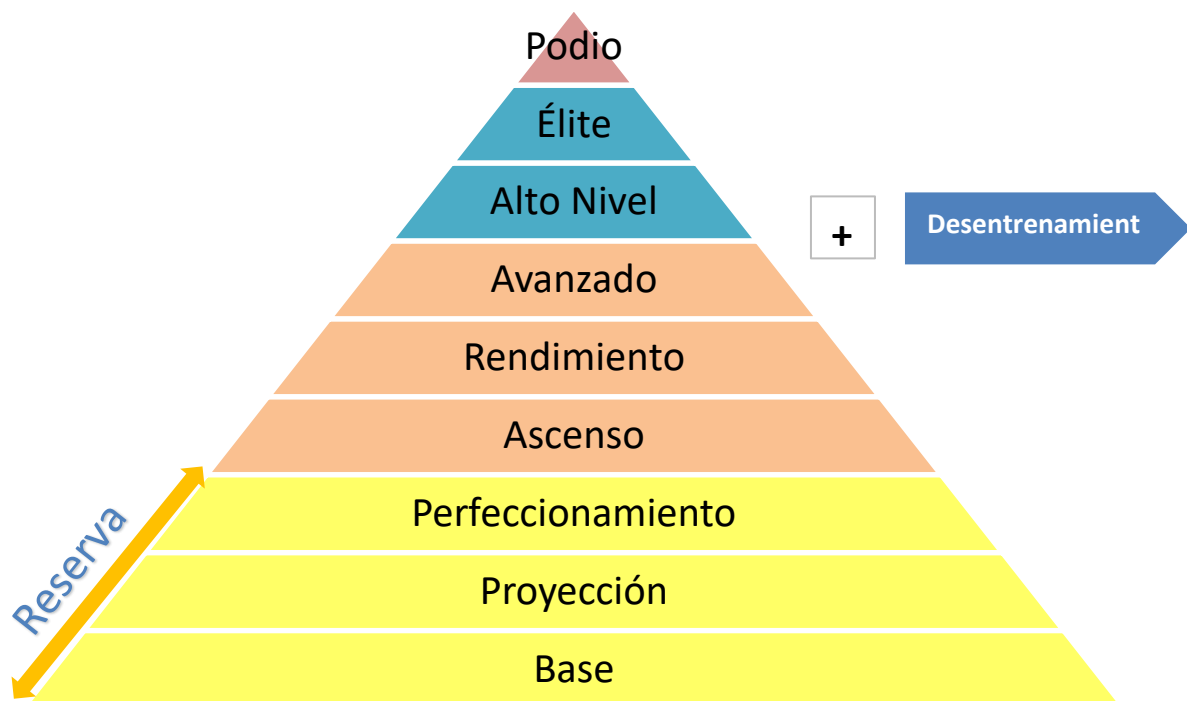 Podio
Élite
Alto Nivel
+
Desentrenamient
Avanzado
Rendimiento
Ascenso
Reserva
Perfeccionamiento
Proyección
Base